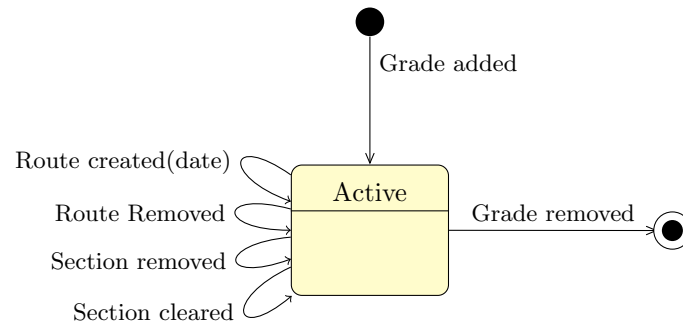 Grade added
Route created(date)
Active
Route Removed
Grade removed
Section removed
Section cleared